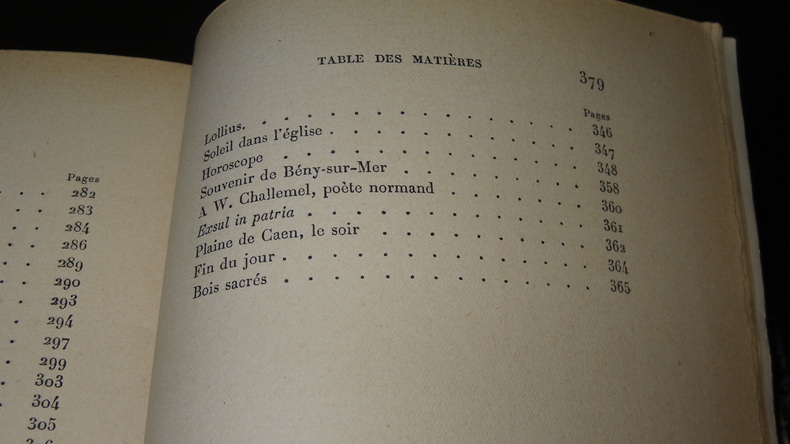 Pages
282
283
284
286
289
290
293
294
297
299
303
304
305
TABLE DES MATIÈRES
379
Pages
Lollius. . . . . . . . . . . . . 346
Soleil dans l'église . . . . . . . . . . 347
Horoscope . . . . . . . . . . . . 348
Souvenir de Bény-sur-Mer . . . . . . . 358
A W. Challemel, poète normand . . . . . 360
Exsul in patria . . . . . . . . . . . 361
Plaine de Caen, le soir . . . . . . . . 362
Fin du jour . . . . . . . . . . . . 364
Bois sacrés . . . . . . . . . . . . 365